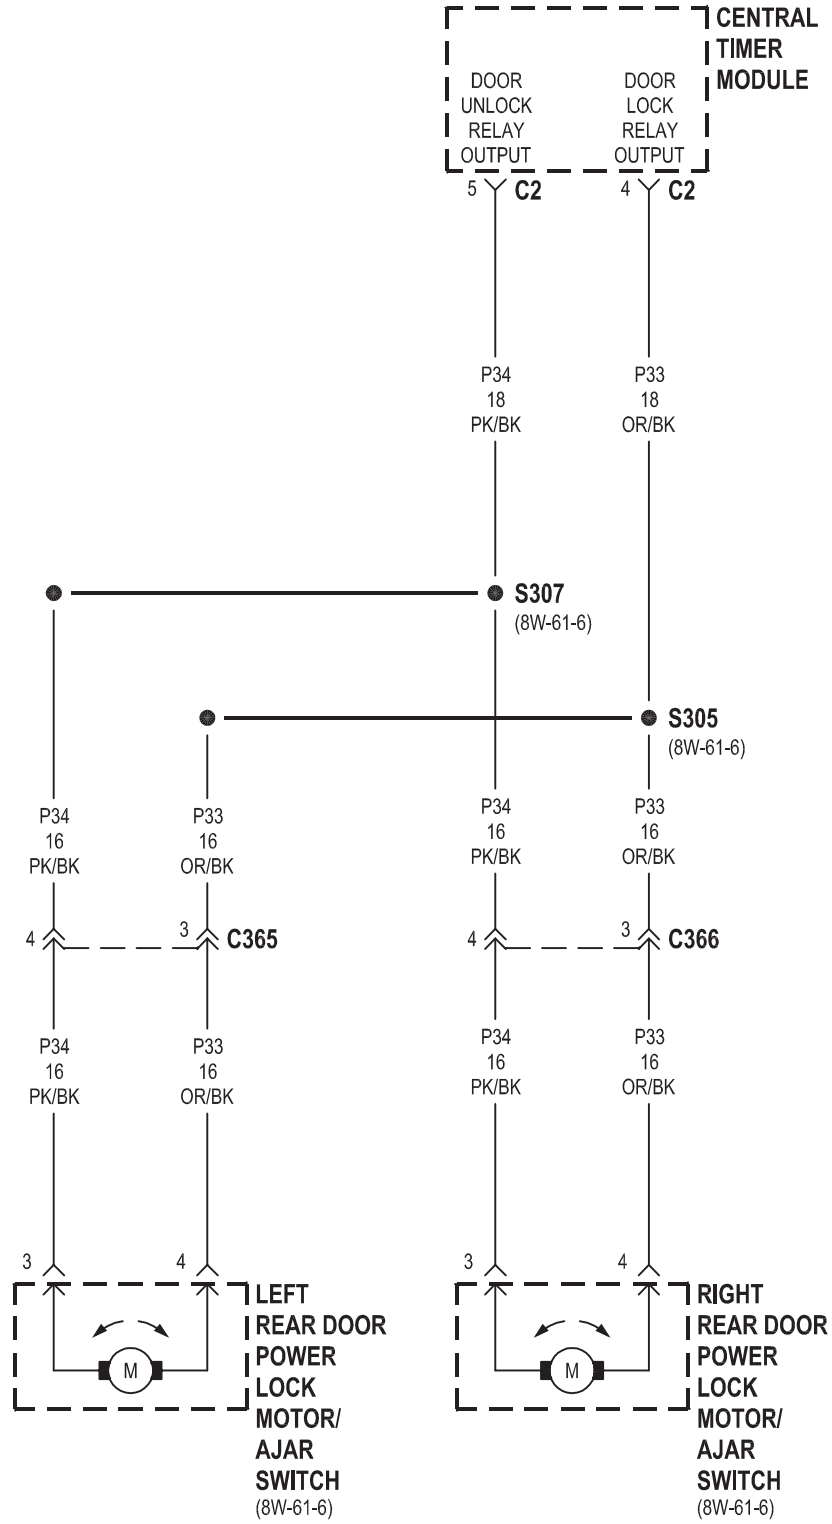 CENTRAL
TIMER
MODULE
DOOR
UNLOCK
RELAY
OUTPUT
DOOR
LOCK
RELAY
OUTPUT
5 C2
4 C2
P34
18
PK/BK
P33
18
OR/BK
S307
(8W-61-6)
S305
(8W-61-6)
P34
16
PK/BK
P33
16
OR/BK
P34
16
PK/BK
P33
16
OR/BK
4
3 C365
4
3 C366
P34
16
PK/BK
P33
16
OR/BK
P34
16
PK/BK
P33
16
OR/BK
3
4
3
4
M
LEFT
REAR DOOR
POWER
LOCK
MOTOR/
AJAR
SWITCH
(8W-61-6)
M
RIGHT
REAR DOOR
POWER
LOCK
MOTOR/
AJAR
SWITCH
(8W-61-6)